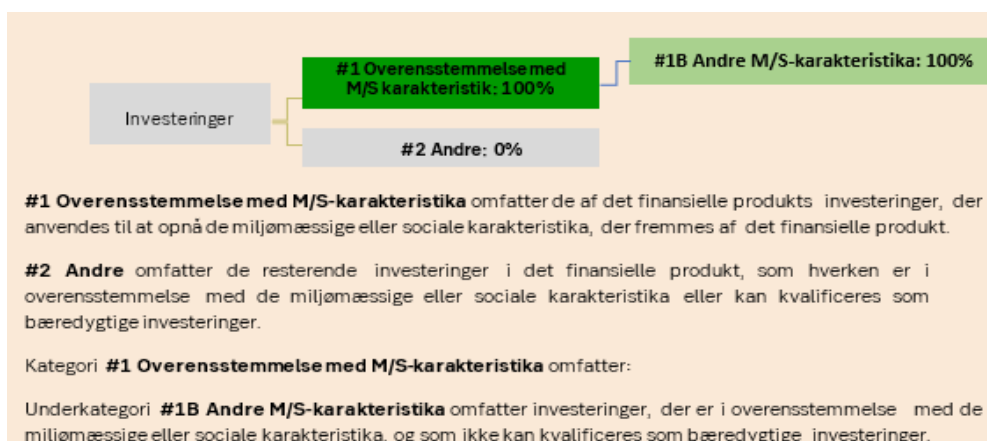 #1 Overensstemmelse med
M/S karakteristik: 100%
#1B Andre M/S-karakteristika: 100%
Investeringer
#2 Andre: 0%
#1 Overensstemmelse med M/S-karakteristika omfatter de af det finansielle produkts investeringer, der
anvendes til at opnå de miljømæssige eller sociale karakteristika, der fremmes af det finansielle produkt.
#2 Andre omfatter de resterende investeringer i det finansielle produkt, som hverken er i
overensstemmelse med de miljømæssige eller sociale karakteristika eller kan kvalificeres som
bæredygtige investeringer.
Kategori #1 Overensstemmelse med M/S-karakteristika omfatter:
Underkategori #1B Andre M/S-karakteristika omfatter investeringer, der er i overensstemmelse med de
miljømæssige eller sociale karakteristika, og som ikke kan kvalificeres som bæredygtige investeringer.